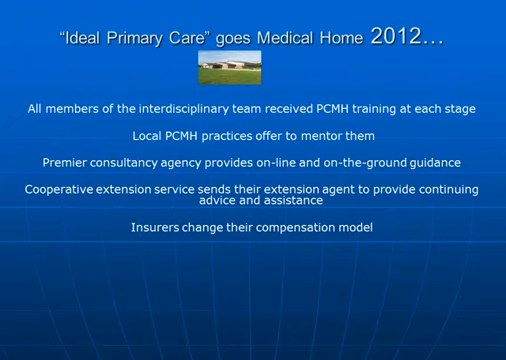 “Ideal Primary Care” goes Medical Home 2012…
All members of the interdisciplinary team received PCMH training at each stage
Local PCMH practices offer to mentor them
Premier consultancy agency provides on-line and on-the-ground guidance
Cooperative extension service sends their extension agent to provide continuing
advice and assistance
Insurers change their compensation model